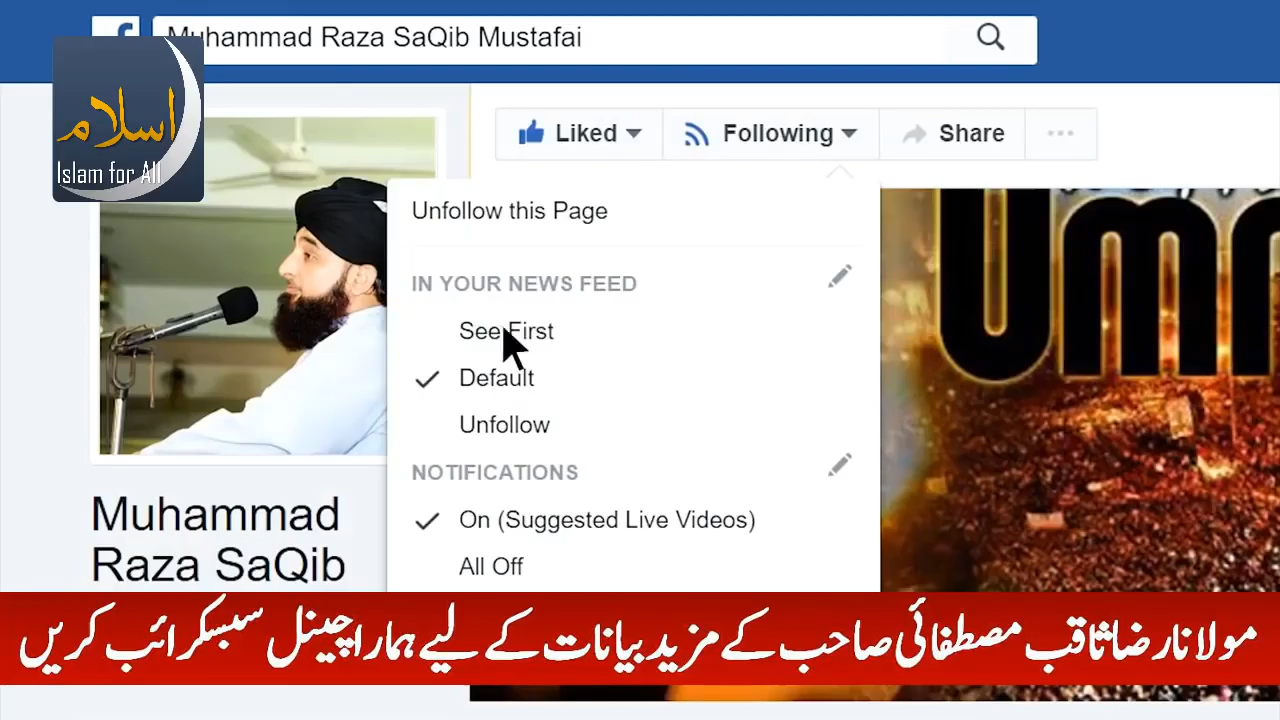 Muhammad Raza SaQib Mustafai
اسلام
Islam for All
Liked
Following
Share
Unfollow this Page
IN YOUR NEWS FEED
See First
Default
Unfollow
NOTIFICATIONS
On (Suggested Live Videos)
All Off
Muhammad
Raza SaQib
مولانا رضا ثاقب مصطفائی صاحب کے مزید بیانات کے لیے ہمارا چینل سبسکرائب کریں